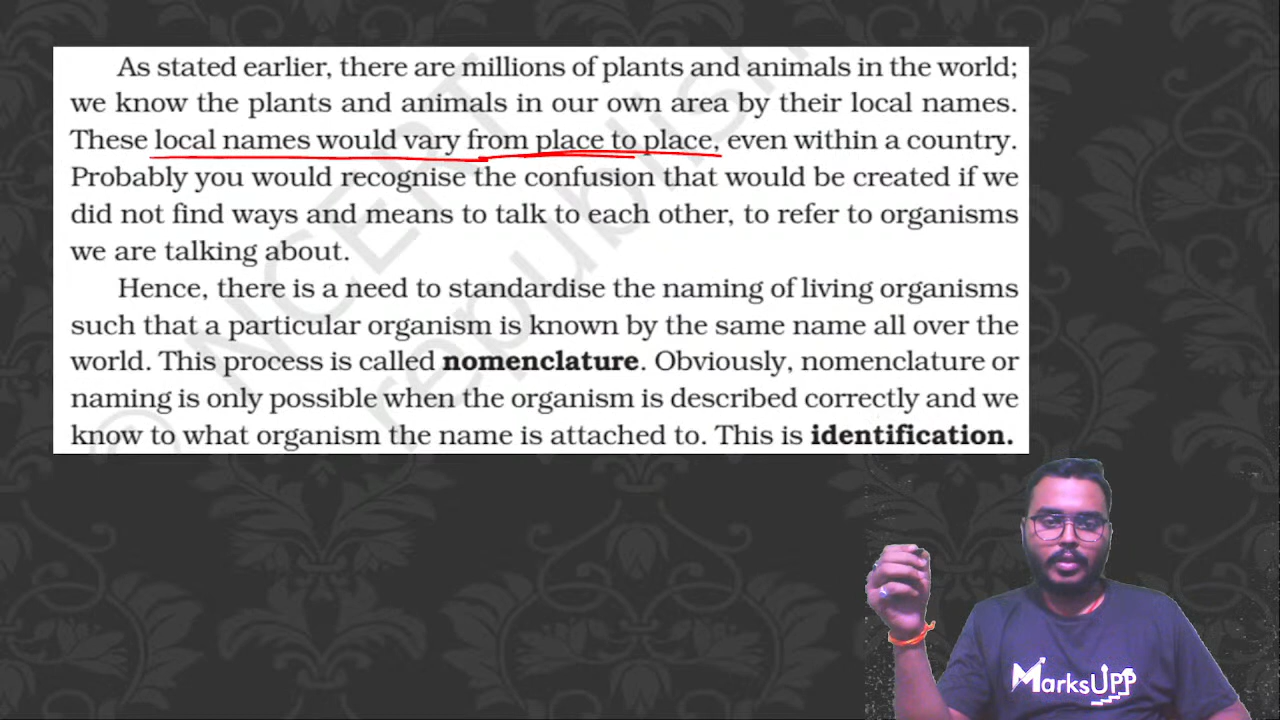 As stated earlier, there are millions of plants and animals in the world;
we know the plants and animals in our own area by their local names.
These local names would vary from place to place, even within a country.
Probably you would recognise the confusion that would be created if we
did not find ways and means to talk to each other, to refer to organisms
we are talking about.
Hence, there is a need to standardise the naming of living organisms
such that a particular organism is known by the same name all over the
world. This process is called nomenclature. Obviously, nomenclature or
naming is only possible when the organism is described correctly and we
know to what organism the name is attached to. This is identification.
© NCERT
republish
MarksUPP